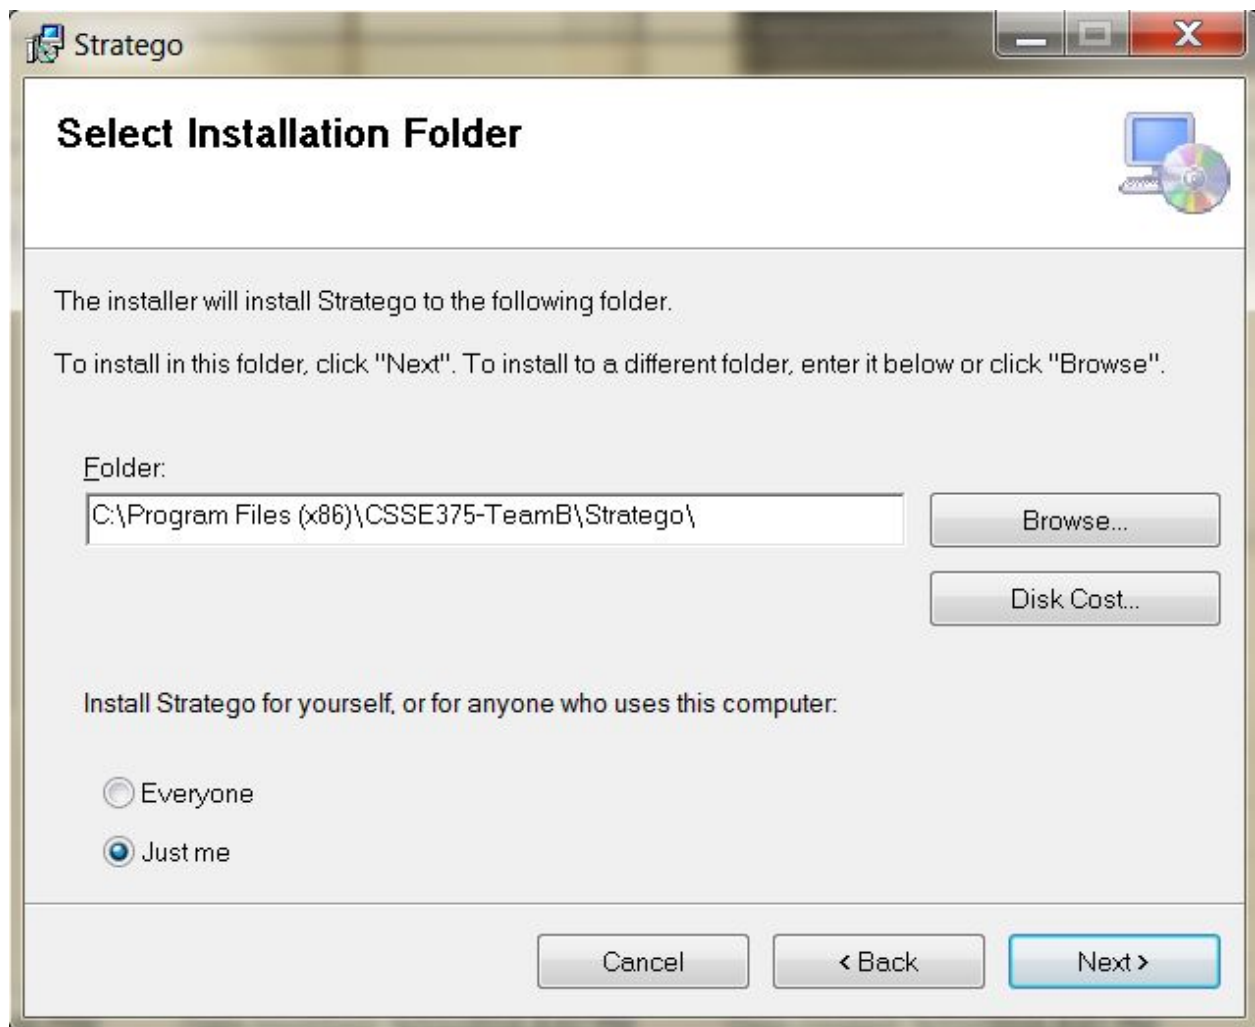 Stratego
Select Installation Folder
The installer will install Stratego to the following folder.
To install in this folder, click "Next". To install to a different folder, enter it below or click "Browse".
Folder:
C:\Program Files (x86)\CSSE375-TeamB\Stratego\
Browse...
Disk Cost...
Install Stratego for yourself, or for anyone who uses this computer:
Everyone
Just me
Cancel
< Back
Next >